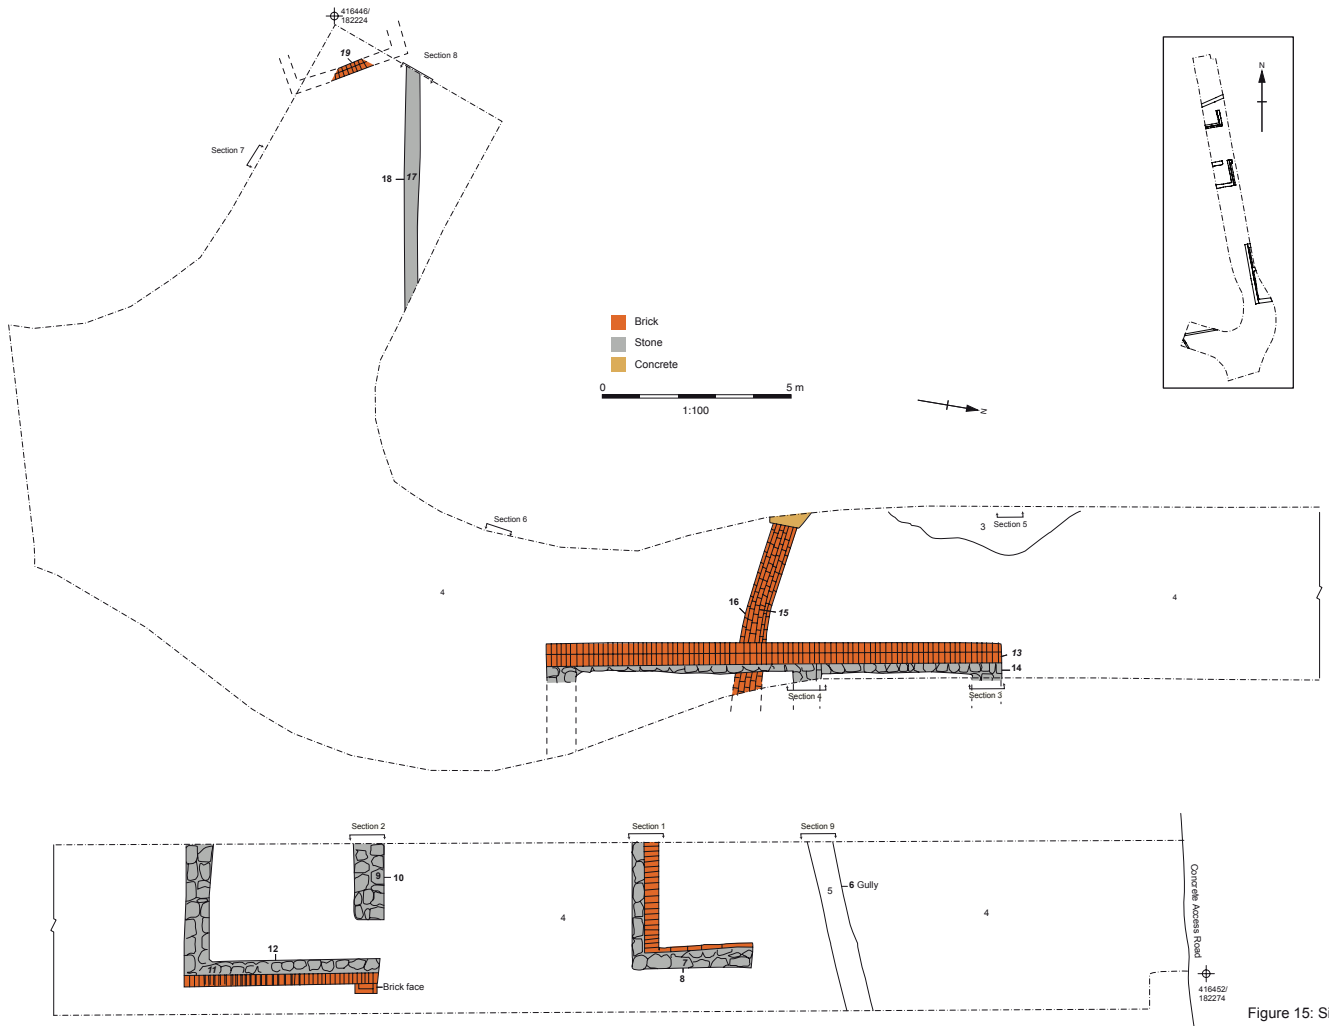 416446/
182224
19
Section 8
Section 7
18
17
N
Brick
Stone
Concrete
0
5 m
1:100
N
Section 6
3
Section 5
4
4
16
15
13
14
Section 4
Section 3
Section 2
Section 1
Section 9
9
10
5
6 Gully
4
4
12
11
7
8
Brick face
Concrete Access Road
416452/
182274
Figure 15: Si